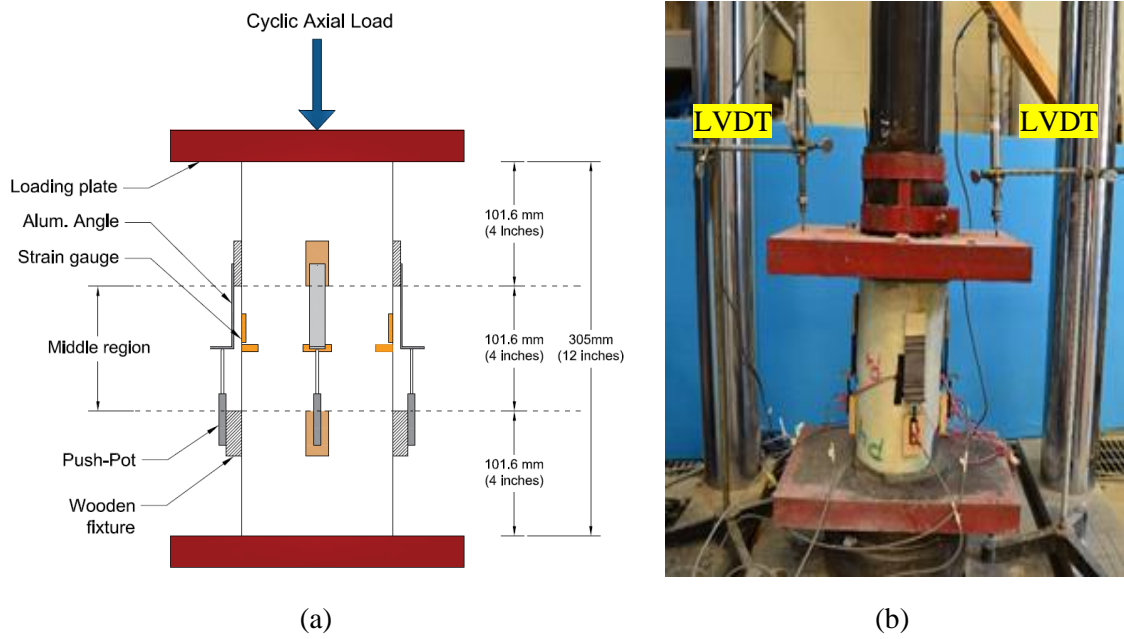 Cyclic Axial Load
Loading plate
Alum. Angle
Strain gauge
Middle region
Push-Pot
Wooden
fixture
101.6 mm
(4 Inches)
101.6 mm
(4 inches)
101.6 mm
(4 inches)
305mm
(12 inches)
(a)
LVDT
LVDT
(b)